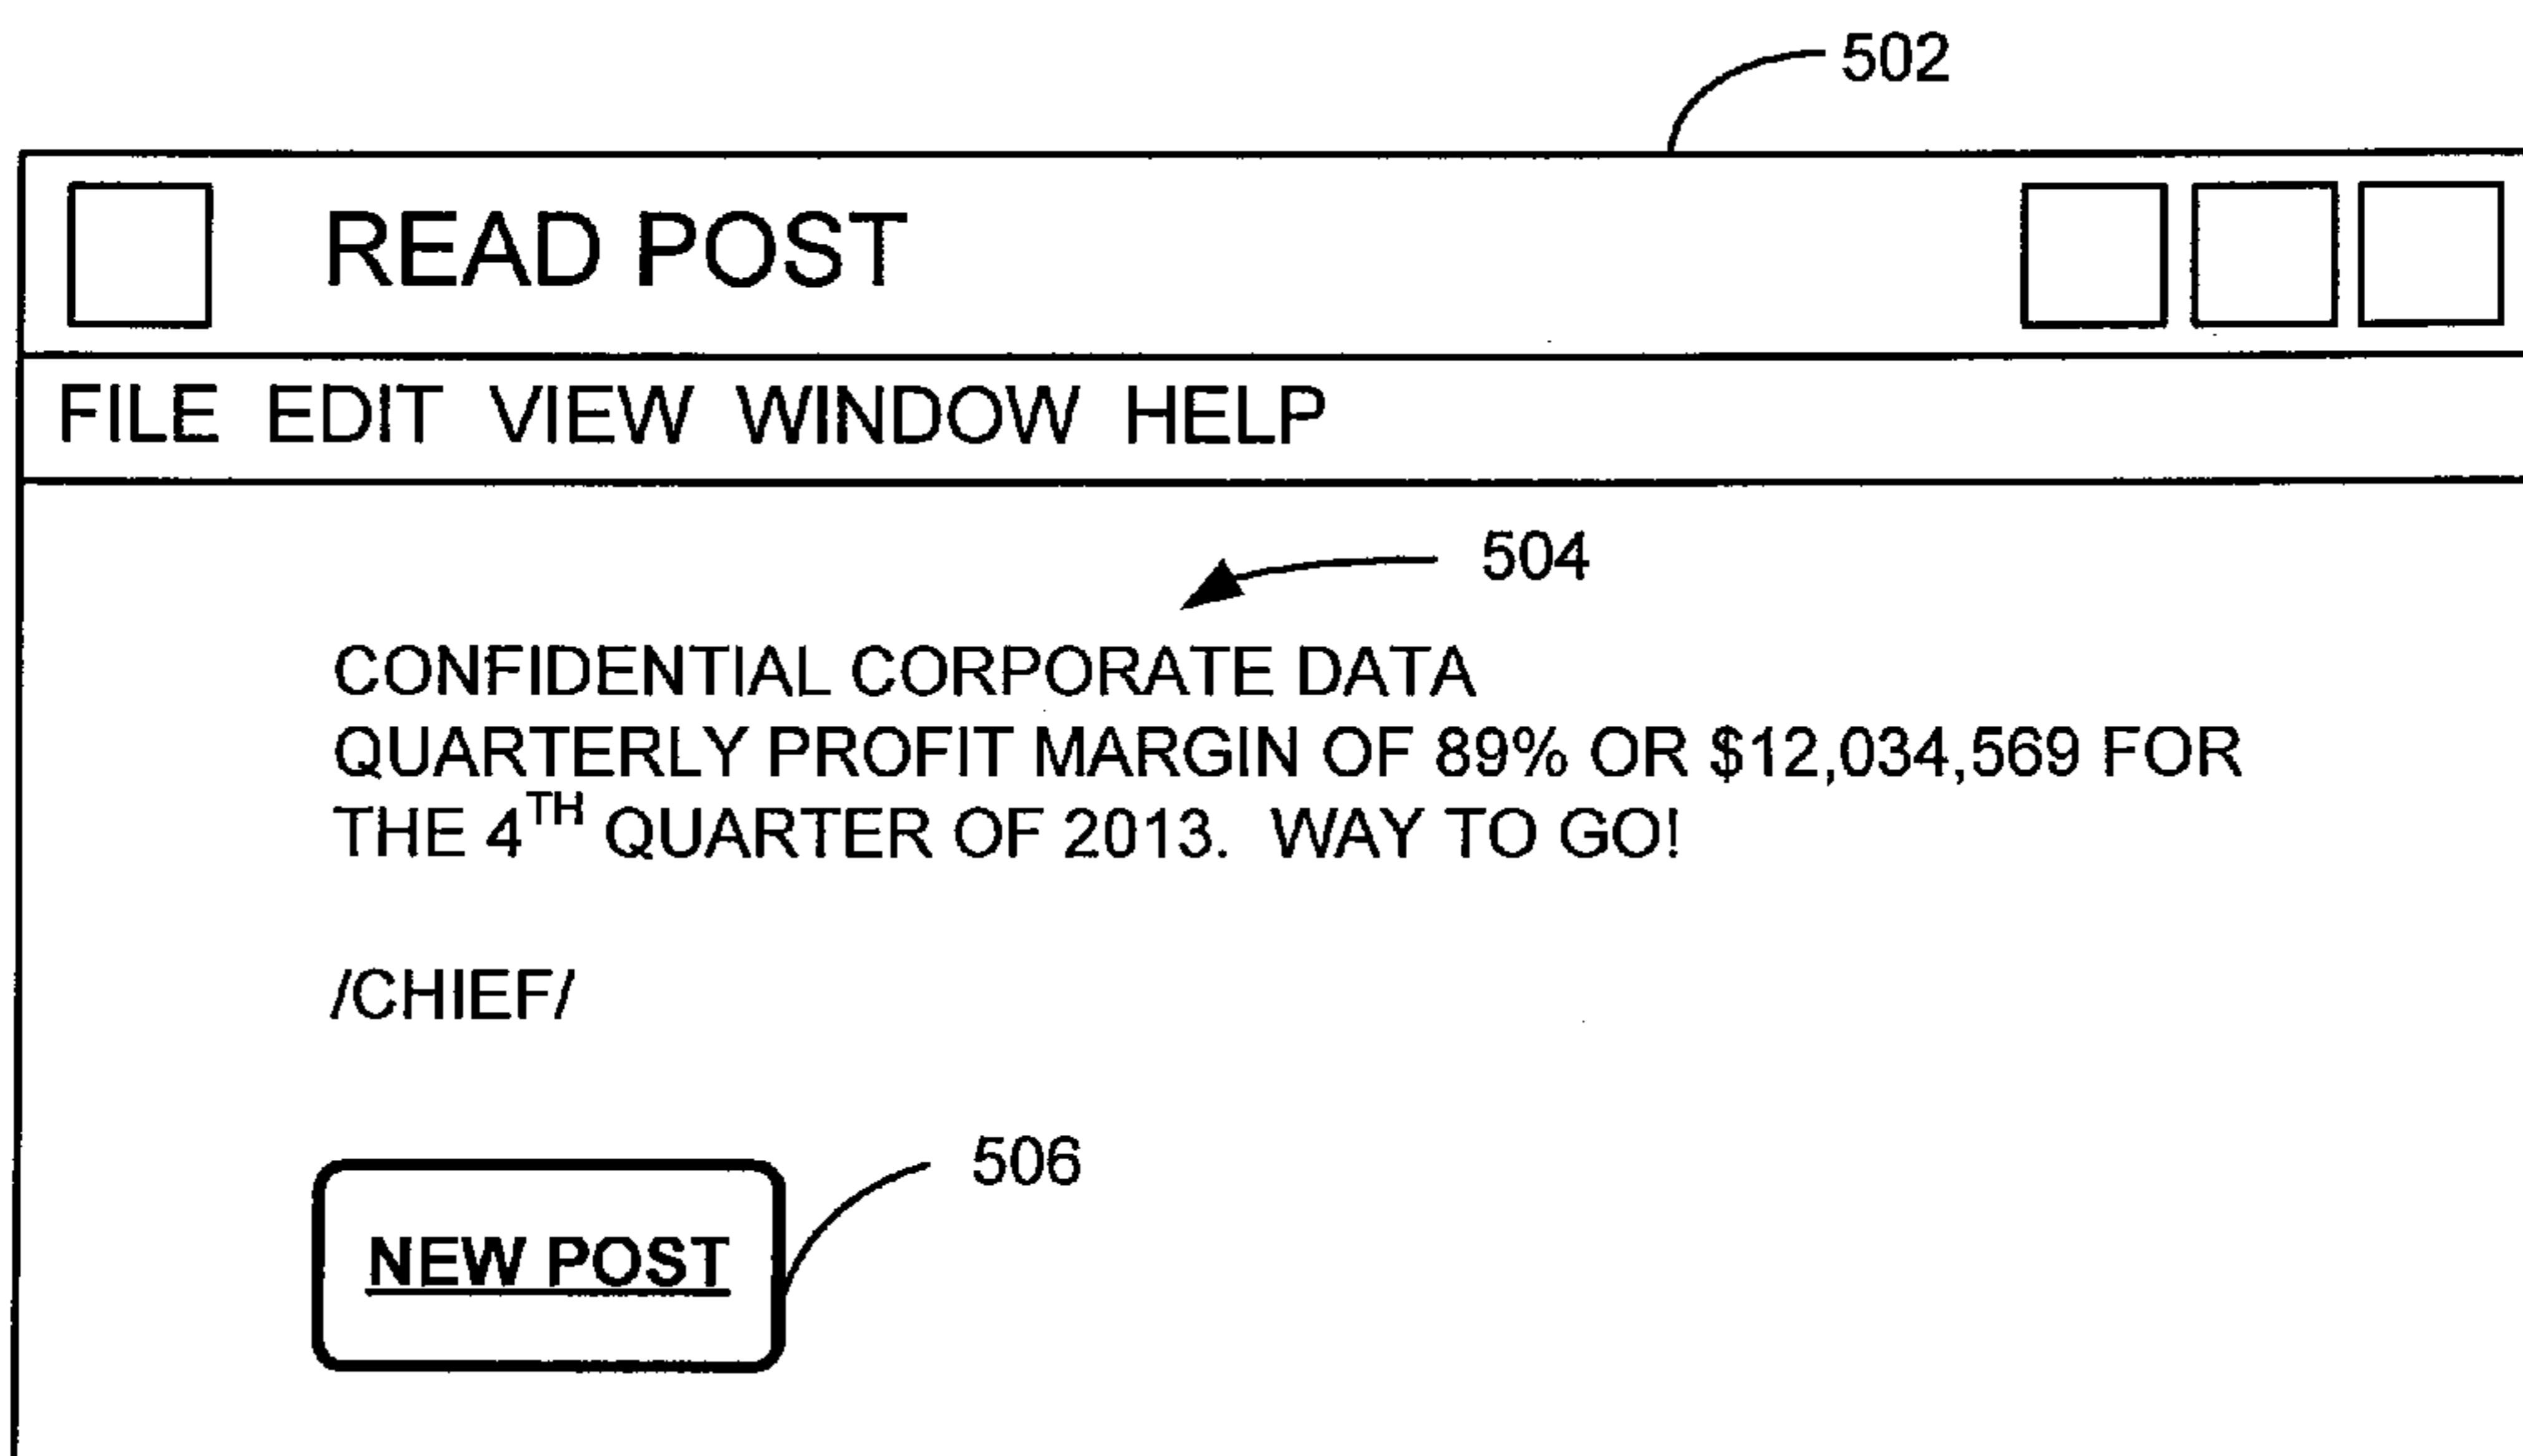 502
READ POST
FILE EDIT VIEW WINDOW HELP
504
CONFIDENTIAL CORPORATE DATA
QUARTERLY PROFIT MARGIN OF 89% OR $12,034,569 FOR
THE 4TH QUARTER OF 2013. WAY TO GO!
/CHIEF/
506
NEW POST